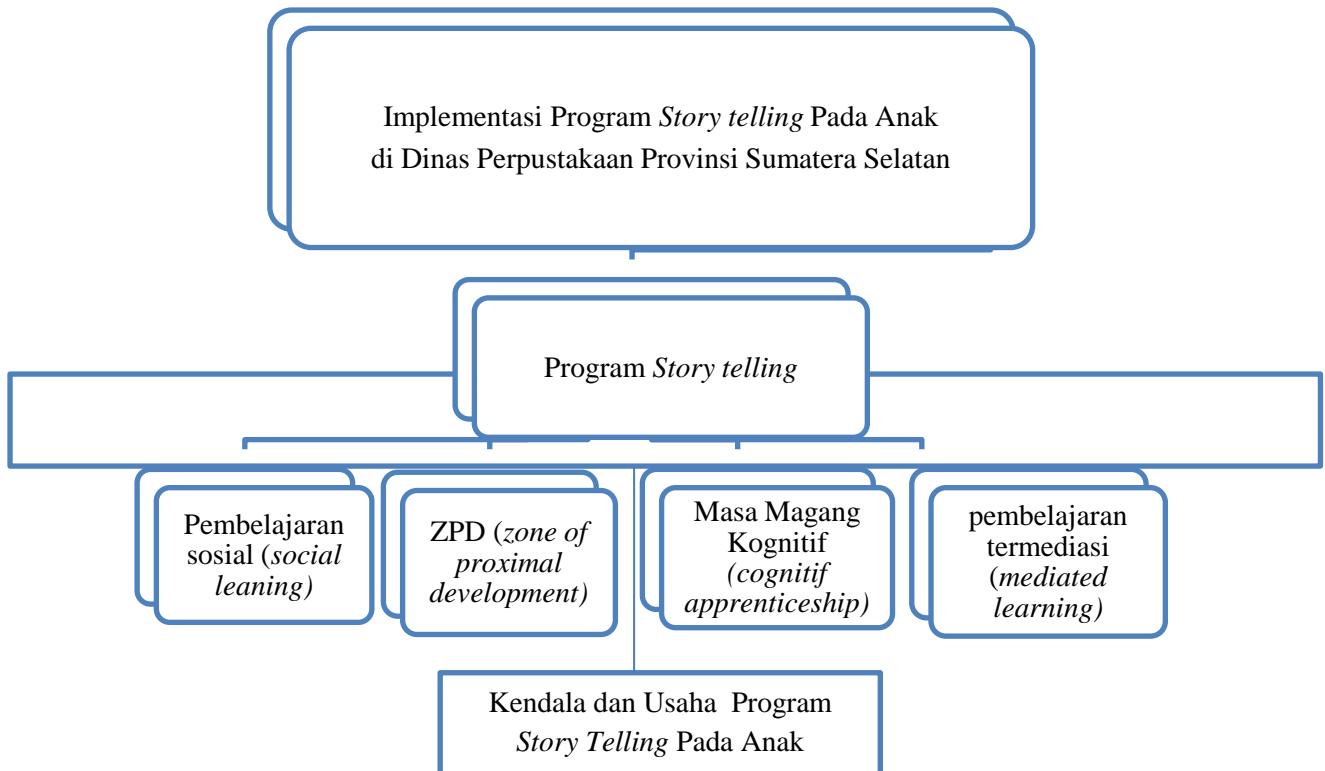 Implementasi Program Story telling Pada Anak
di Dinas Perpustakaan Provinsi Sumatera Selatan
Program Story telling
Pembelajaran
sosial (social
leaning)
ZPD (zone of
proximal
development)
Masa Magang
Kognitif
(cognitif
apprenticeship)
pembelajaran
termediasi
(mediated
learning)
Kendala dan Usaha Program
Story Telling Pada Anak